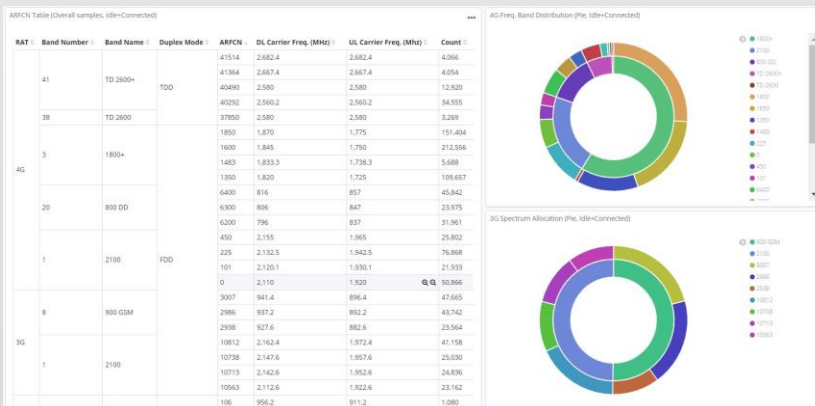 ARFCN Table (Overall samples, Idle+Connected)
RAT Band Number Band Name Duplex Mode ARFCN DL Carrier Freq. (MHz) UL Carrier Freq. (Mhz) Count
41514 2,682.4 2,682.4 4,066
41364 2,667.4 2,667.4 4,054
41 TD 2600+ TDD
40490 2,580 2,580 12,920
40292 2,560.2 2,560.2 34,555
38 TD 2600 37850 2,580 2,580 3,269
1850 1,870 1,775 151,404
1600 1,845 1,750 212,556
3 1800+
4G
1483 1,833.3 1,738.3 5,688
1350 1,820 1,725 109,657
6400 816 857 45,842
20 800 DD 6300 806 847 23,975
6200 796 837 31,961
450 2,155 1,965 25,802
225 2,132.5 1,942.5 76,868
1 2100 FDD
101 2,120.1 1,930.1 21,933
0 2,110 1,920 50,866
3007 941.4 896.4 47,665
8 900 GSM 2986 937.2 892.2 43,742
2938 927.6 882.6 23,564
3G
10812 2,162.4 1,972.4 41,158
10738 2,147.6 1,957.6 25,030
1 2100
10713 2,142.6 1,952.6 24,836
10563 2,112.6 1,922.6 23,162
106 956.2 911.2 1,080
4G Freq. Band Distribution (Pie, Idle+Connected)
1800+
2100
800 DD
TD 2600+
TD 2600
1600
1850
1350
1483
225
0
450
101
6400
3G Spectrum Allocation (Pie, Idle+Connected)
900 GSM
2100
3007
2986
2938
10812
10738
10713
10563